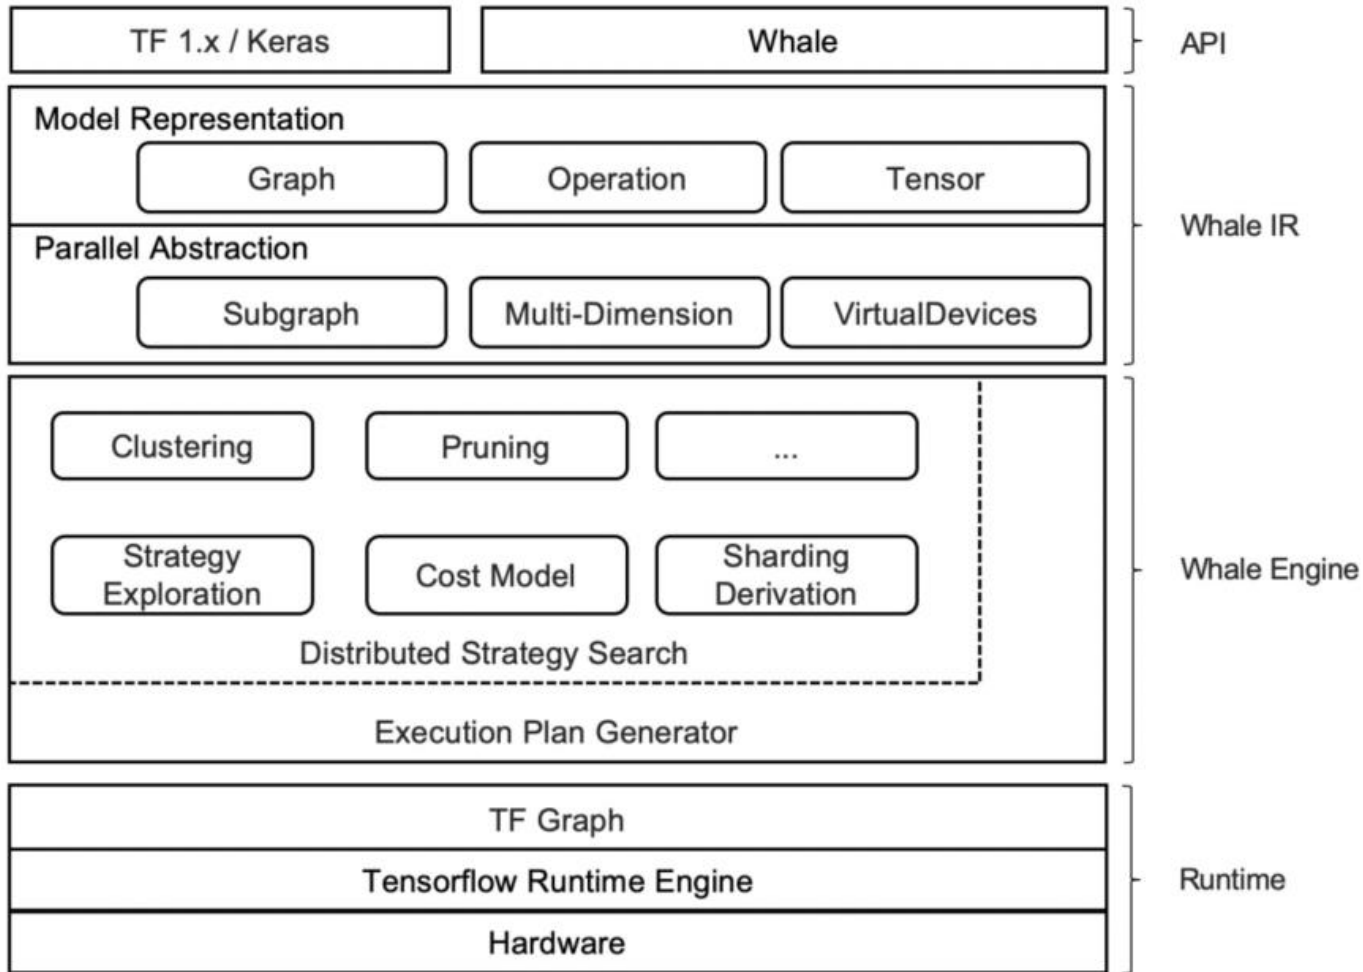 TF 1.x / Keras
Whale
API
Model Representation
Graph
Operation
Tensor
Whale IR
Parallel Abstraction
Subgraph
Multi-Dimension
VirtualDevices
Clustering
Pruning
...
Strategy
Exploration
Cost Model
Sharding
Derivation
Whale Engine
Distributed Strategy Search
Execution Plan Generator
TF Graph
Tensorflow Runtime Engine
Runtime
Hardware